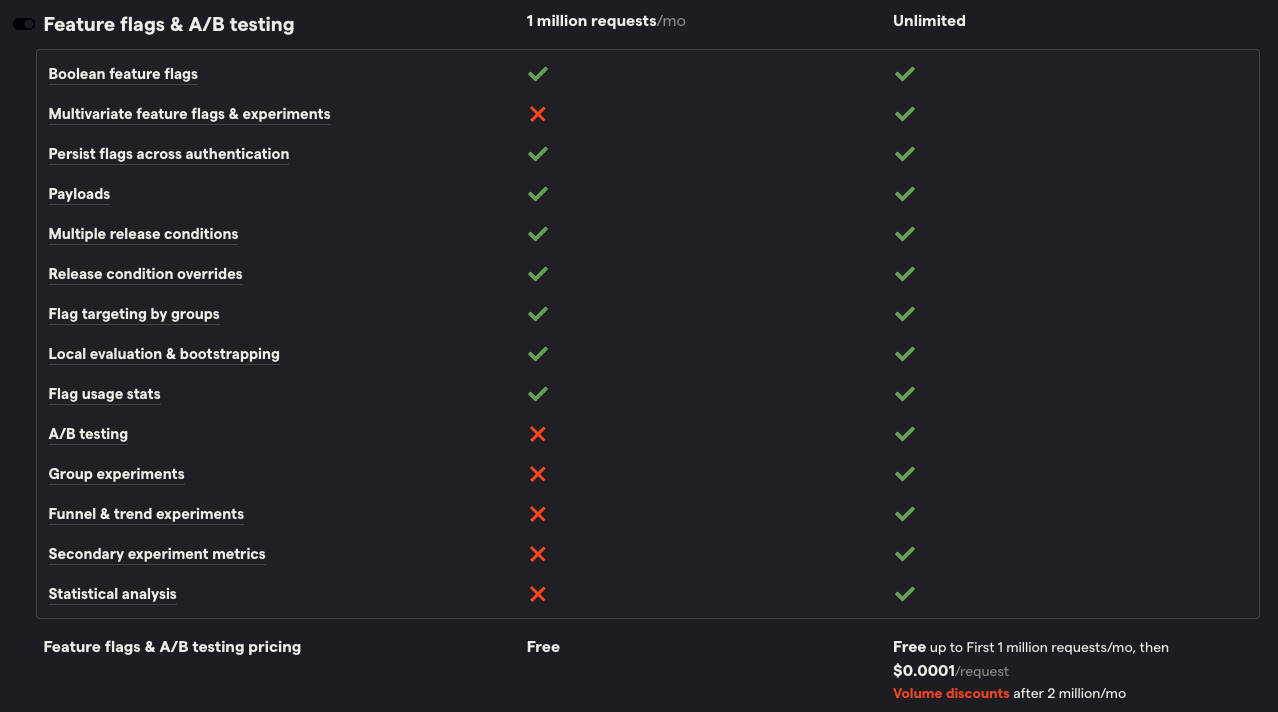 Feature flags & A/B testing 1 million requests/mo Unlimited
Boolean feature flags
Multivariate feature flags & experiments
Persist flags across authentication
Payloads
Multiple release conditions
Release condition overrides
Flag targeting by groups
Local evaluation & bootstrapping
Flag usage stats
A/B testing
Group experiments
Funnel & trend experiments
Secondary experiment metrics
Statistical analysis
Feature flags & A/B testing pricing Free Free up to First 1 million requests/mo, then
$0.0001/request
Volume discounts after 2 million/mo